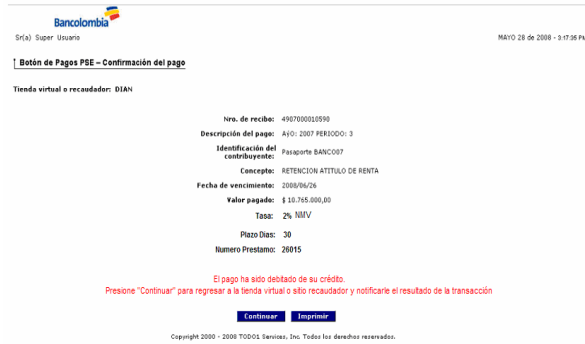 Bancolombia
Sr(a) Super Usuario
MAYO 28 de 2008 - 3:17:35 PM
Botón de Pagos PSE – Confirmación del pago
Tienda virtual o recaudador: DIAN
Nro. de recibo: 4907000010590
Descripción del pago: AÿO: 2007 PERIODO: 3
Identificación del contribuyente: Pasaporte BANCO07
Concepto: RETENCION ATITULO DE RENTA
Fecha de vencimiento: 2008/06/26
Valor pagado: $ 10.765.000,00
Tasa: 2% NMV
Plazo Dias: 30
Numero Prestamo: 26015
El pago ha sido debitado de su crédito.
Presione "Continuar" para regresar a la tienda virtual o sitio recaudador y notificarle el resultado de la transacción
Continuar Imprimir
Copyright 2000 - 2008 TODO1 Services, Inc. Todos los derechos reservados.